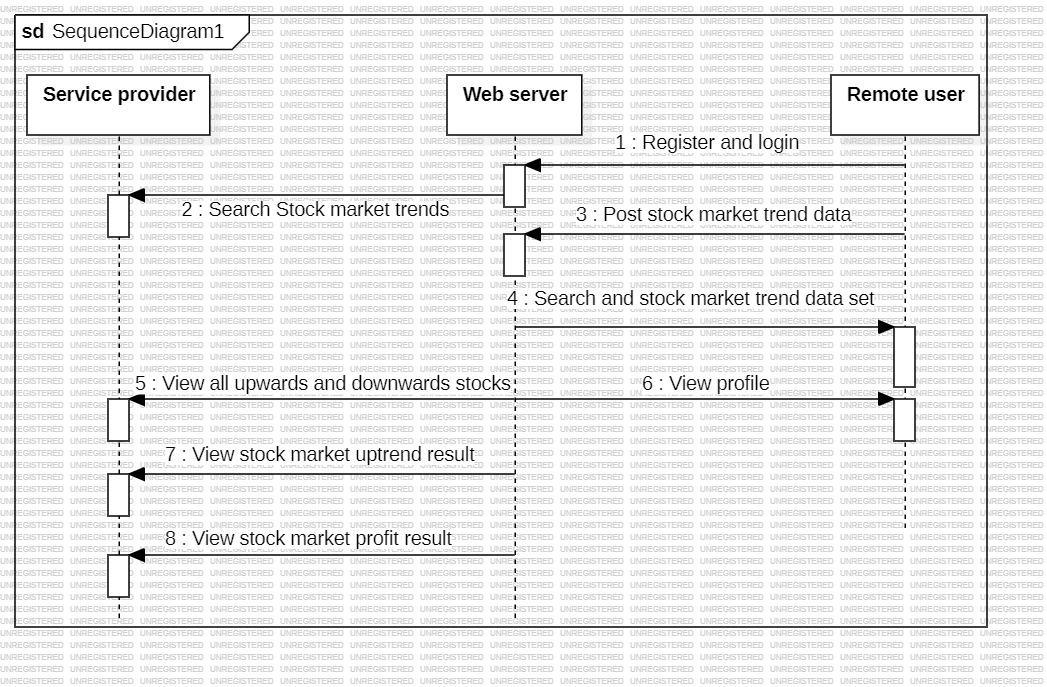 sd SequenceDiagram1
Service provider
Web server
Remote user
1 : Register and login
2 : Search Stock market trends
3 : Post stock market trend data
4 : Search and stock market trend data set
5 : View all upwards and downwards stocks
6 : View profile
7 : View stock market uptrend result
8 : View stock market profit result
UNREGISTERED